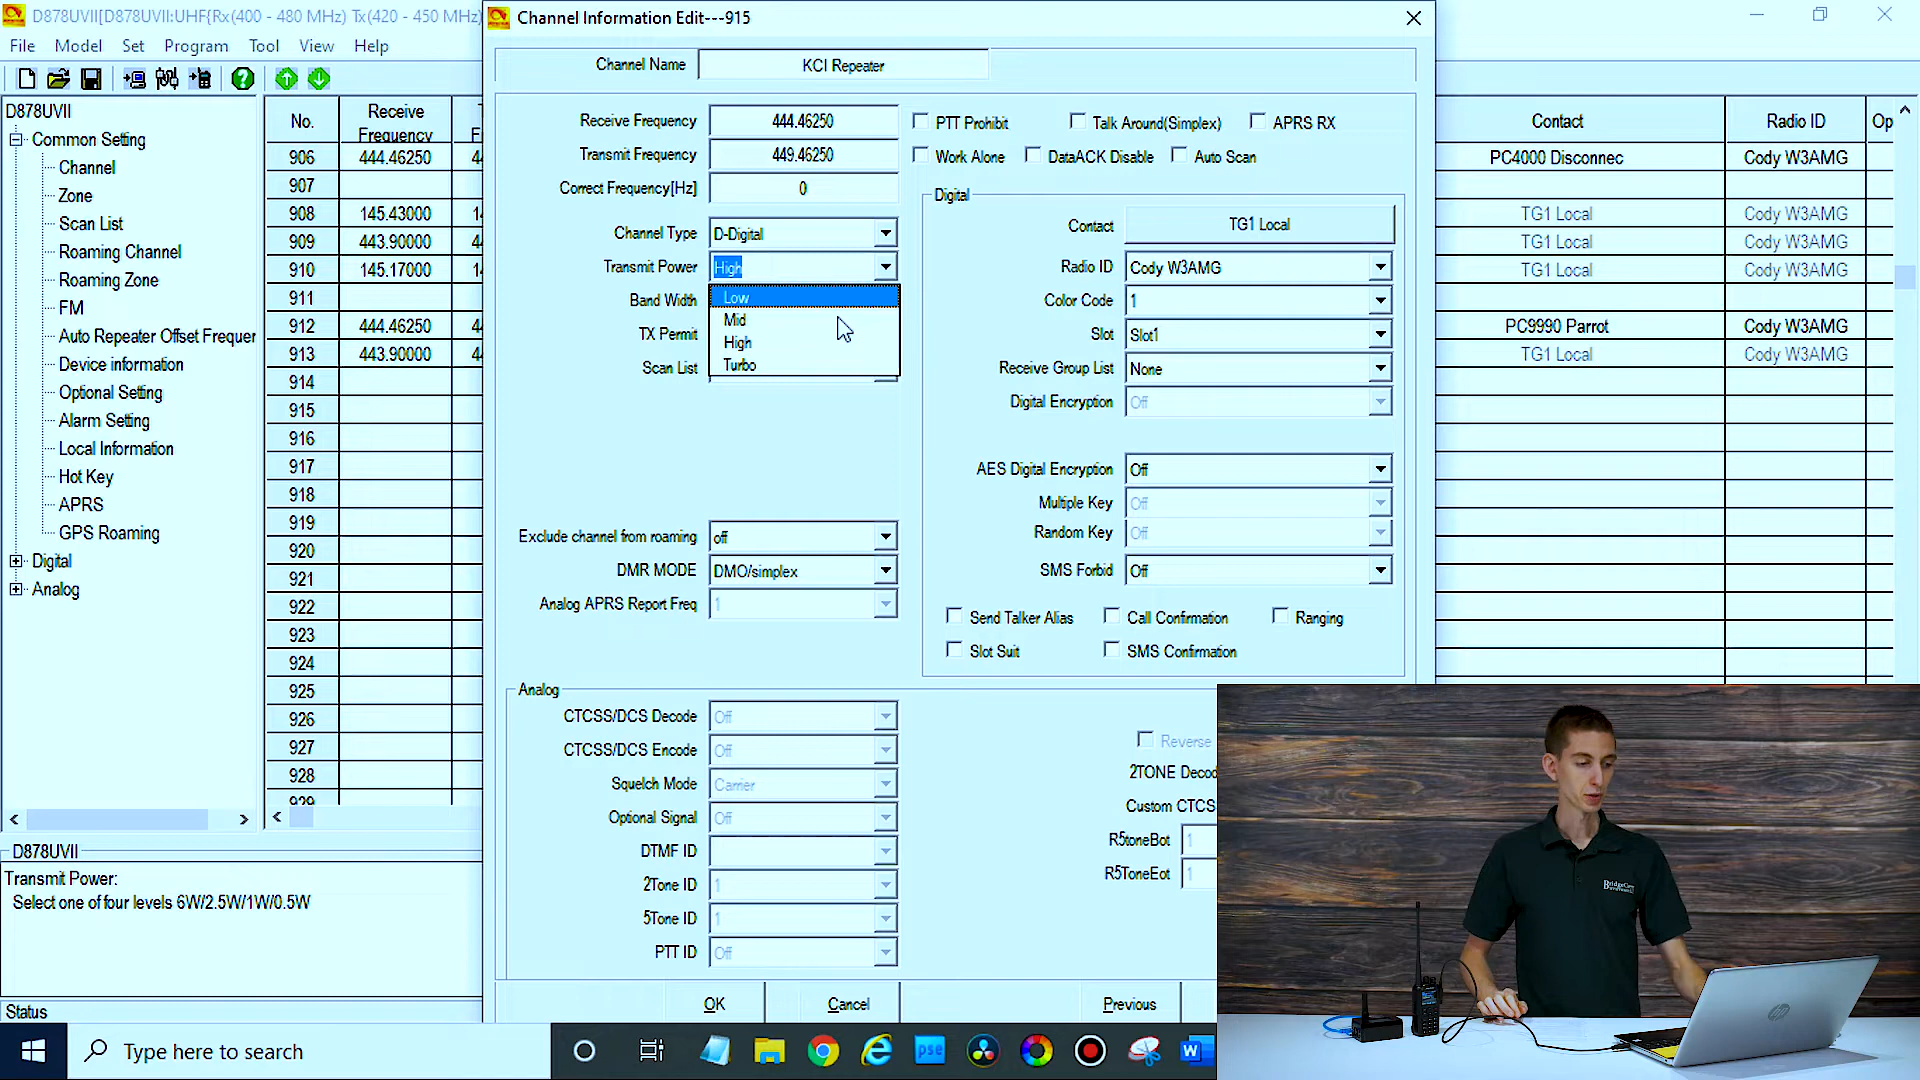 D878UVII[D878UVII:UHF{Rx(400 - 480 MHz) Tx(420 - 450 MHz)
Channel Information Edit---915
File Model Set Program Tool View Help
D878UVII
Common Setting
Channel
Zone
Scan List
Roaming Channel
Roaming Zone
FM
Auto Repeater Offset Frequer
Device information
Optional Setting
Alarm Setting
Local Information
Hot Key
APRS
GPS Roaming
Digital
Analog
No. Receive Frequency
906 444.46250
907
908 145.43000
909 443.90000
910 145.17000
911
912 444.46250
913 443.90000
914
915
916
917
918
919
920
921
922
923
924
925
926
927
928
929
Channel Name KCI Repeater
Receive Frequency 444.46250
Transmit Frequency 449.46250
Correct Frequency[Hz] 0
Channel Type D-Digital
Transmit Power High
Band Width
TX Permit
Scan List
Low
Mid
High
Turbo
Exclude channel from roaming off
DMR MODE DMO/simplex
Analog APRS Report Freq 1
PTT Prohibit Talk Around(Simplex) APRS RX
Work Alone DataACK Disable Auto Scan
Digital
Contact TG1 Local
Radio ID Cody W3AMG
Color Code 1
Slot Slot1
Receive Group List None
Digital Encryption Off
AES Digital Encryption Off
Multiple Key Off
Random Key Off
SMS Forbid Off
Send Talker Alias Call Confirmation Ranging
Slot Suit SMS Confirmation
Analog
CTCSS/DCS Decode Off
CTCSS/DCS Encode Off
Squelch Mode Carrier
Optional Signal Off
DTMF ID
2Tone ID 1
5Tone ID 1
PTT ID Off
Reverse
2TONE Decod
Custom CTCS
R5toneBot 1
R5ToneEot 1
OK Cancel Previous
Contact Radio ID Op
PC4000 Disconnec Cody W3AMG
TG1 Local Cody W3AMG
TG1 Local Cody W3AMG
TG1 Local Cody W3AMG
PC9990 Parrot Cody W3AMG
TG1 Local Cody W3AMG
D878UVII
Transmit Power:
Select one of four levels 6W/2.5W/1W/0.5W
Status
Type here to search
pse
W
hp